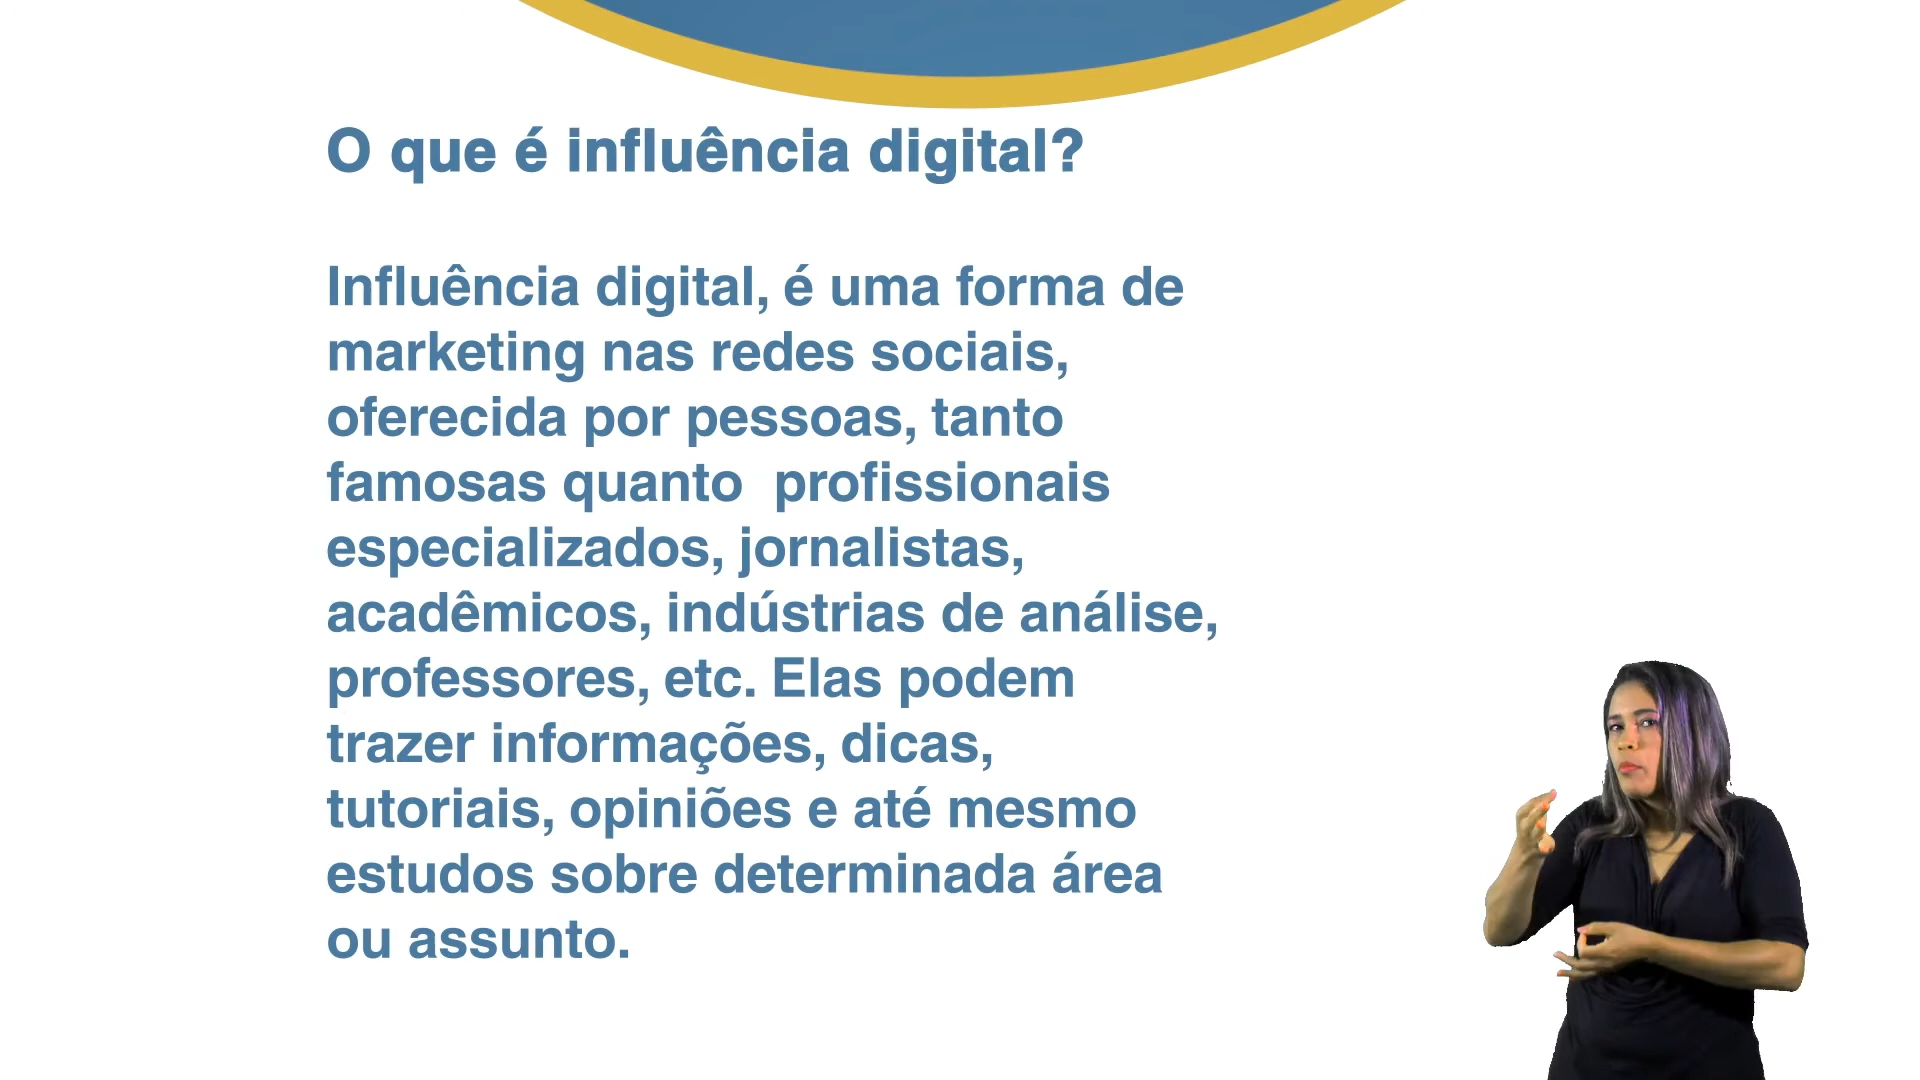 O que é influência digital?
Influência digital, é uma forma de
marketing nas redes sociais,
oferecida por pessoas, tanto
famosas quanto  profissionais
especializados, jornalistas,
acadêmicos, indústrias de análise,
professores, etc. Elas podem
trazer informações, dicas,
tutoriais, opiniões e até mesmo
estudos sobre determinada área
ou assunto.